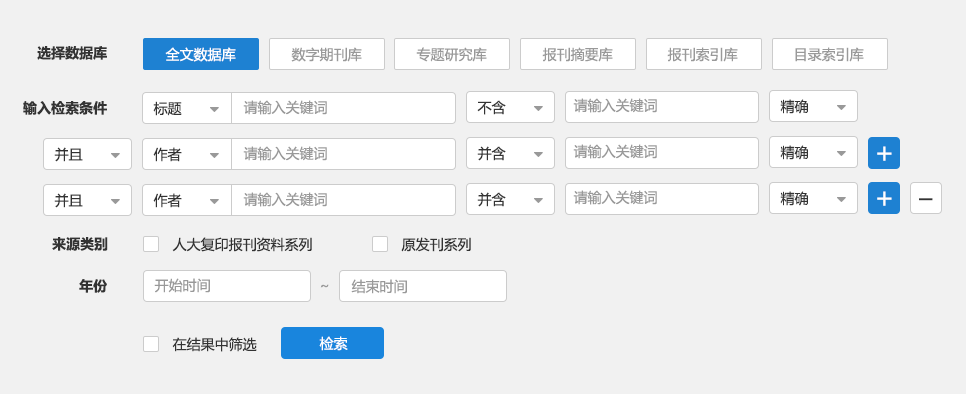 选择数据库 全文数据库 数字期刊库 专题研究库 报刊摘要库 报刊索引库 目录索引库
输入检索条件 标题 请输入关键词 不含 请输入关键词 精确
并且 作者 请输入关键词 并含 请输入关键词 精确 +
并且 作者 请输入关键词 并含 请输入关键词 精确 + −
来源类别 人大复印报刊资料系列 原发刊系列
年份 开始时间 ~ 结束时间
在结果中筛选 检索